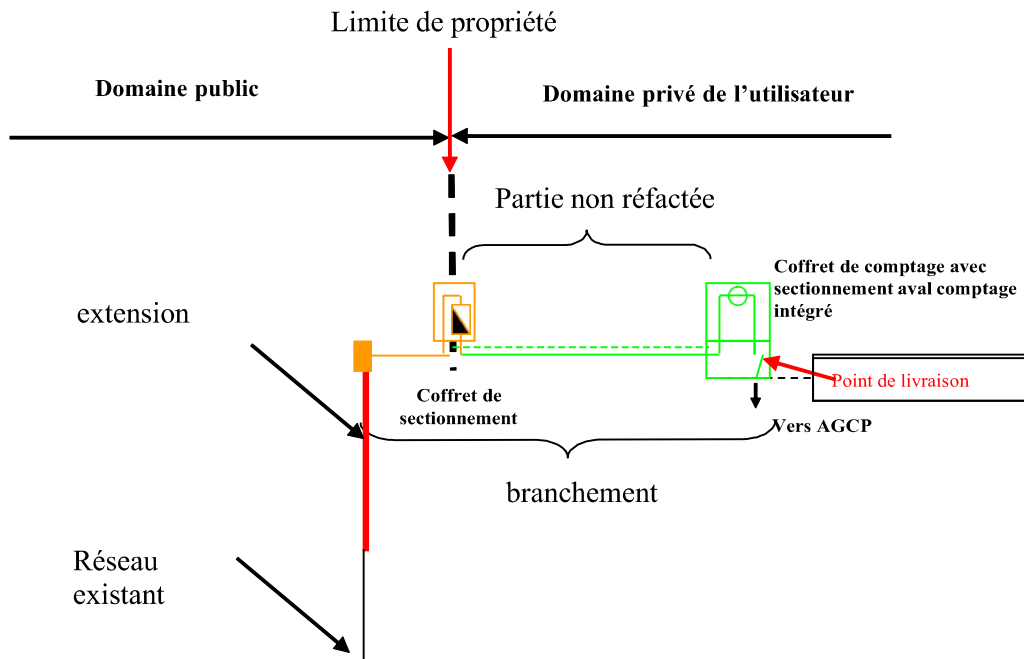 Limite de propriété
Domaine public
Domaine privé de l’utilisateur
Partie non réfactée
Coffret de comptage avec
sectionnement aval comptage
intégré
extension
Point de livraison
Coffret de
sectionnement
Vers AGCP
branchement
Réseau
existant